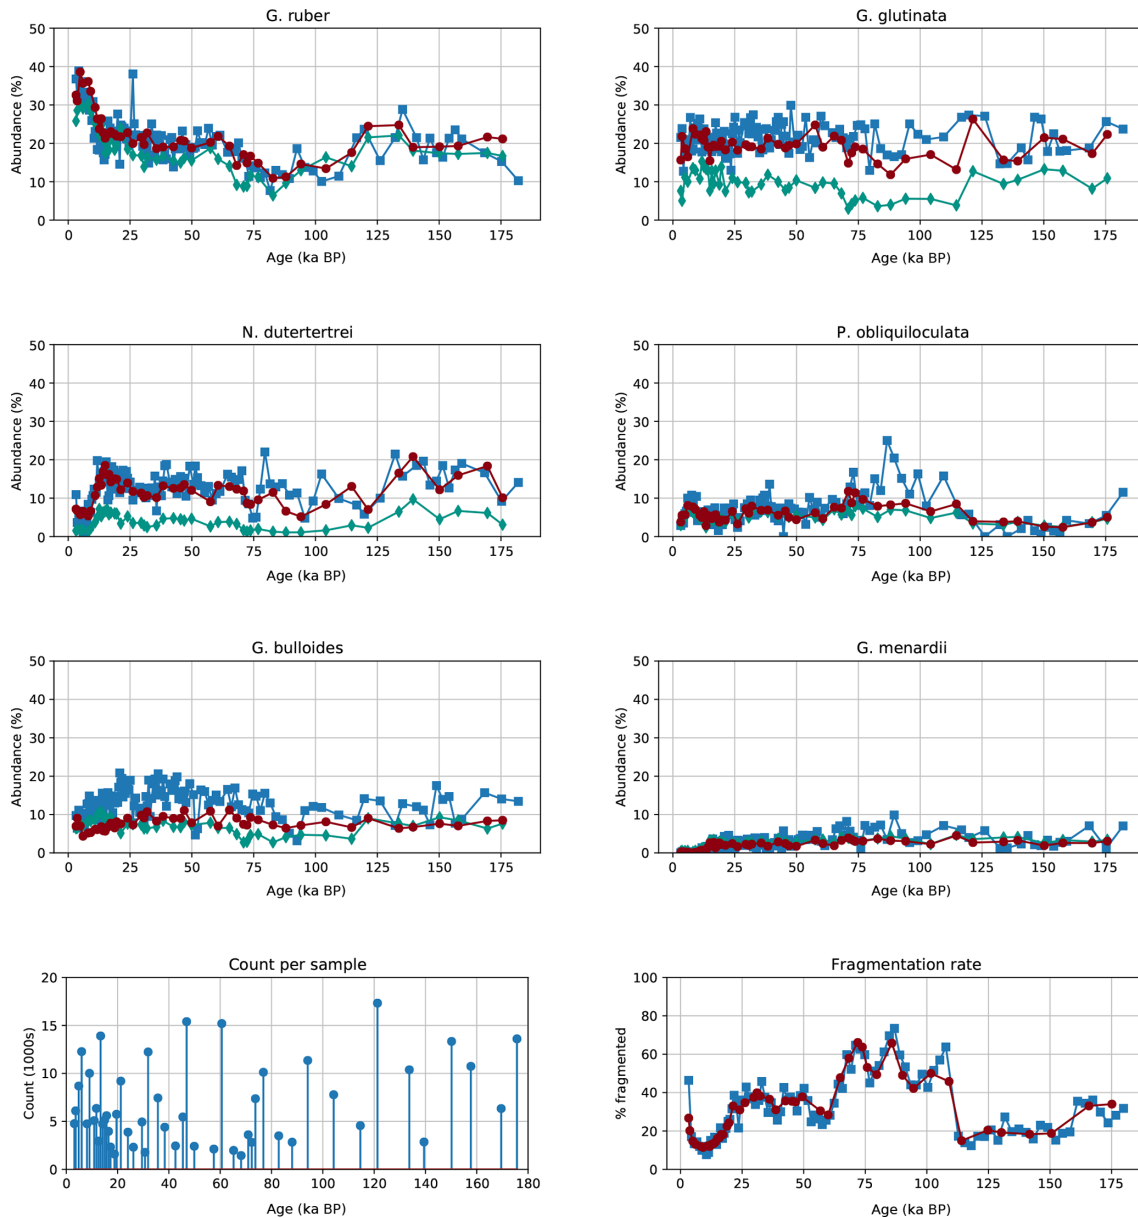 G. ruber
50
40
30
20
10
0
Abundance (%)
0 25 50 75 100 125 150 175
Age (ka BP)
G. glutinata
50
40
30
20
10
0
Abundance (%)
0 25 50 75 100 125 150 175
Age (ka BP)
N. dutertertrei
50
40
30
20
10
0
Abundance (%)
0 25 50 75 100 125 150 175
Age (ka BP)
P. obliquiloculata
50
40
30
20
10
0
Abundance (%)
0 25 50 75 100 125 150 175
Age (ka BP)
G. bulloides
50
40
30
20
10
0
Abundance (%)
0 25 50 75 100 125 150 175
Age (ka BP)
G. menardii
50
40
30
20
10
0
Abundance (%)
0 25 50 75 100 125 150 175
Age (ka BP)
Count per sample
20
15
10
5
0
Count (1000s)
0 20 40 60 80 100 120 140 160 180
Age (ka BP)
Fragmentation rate
100
80
60
40
20
0
% fragmented
0 25 50 75 100 125 150 175
Age (ka BP)